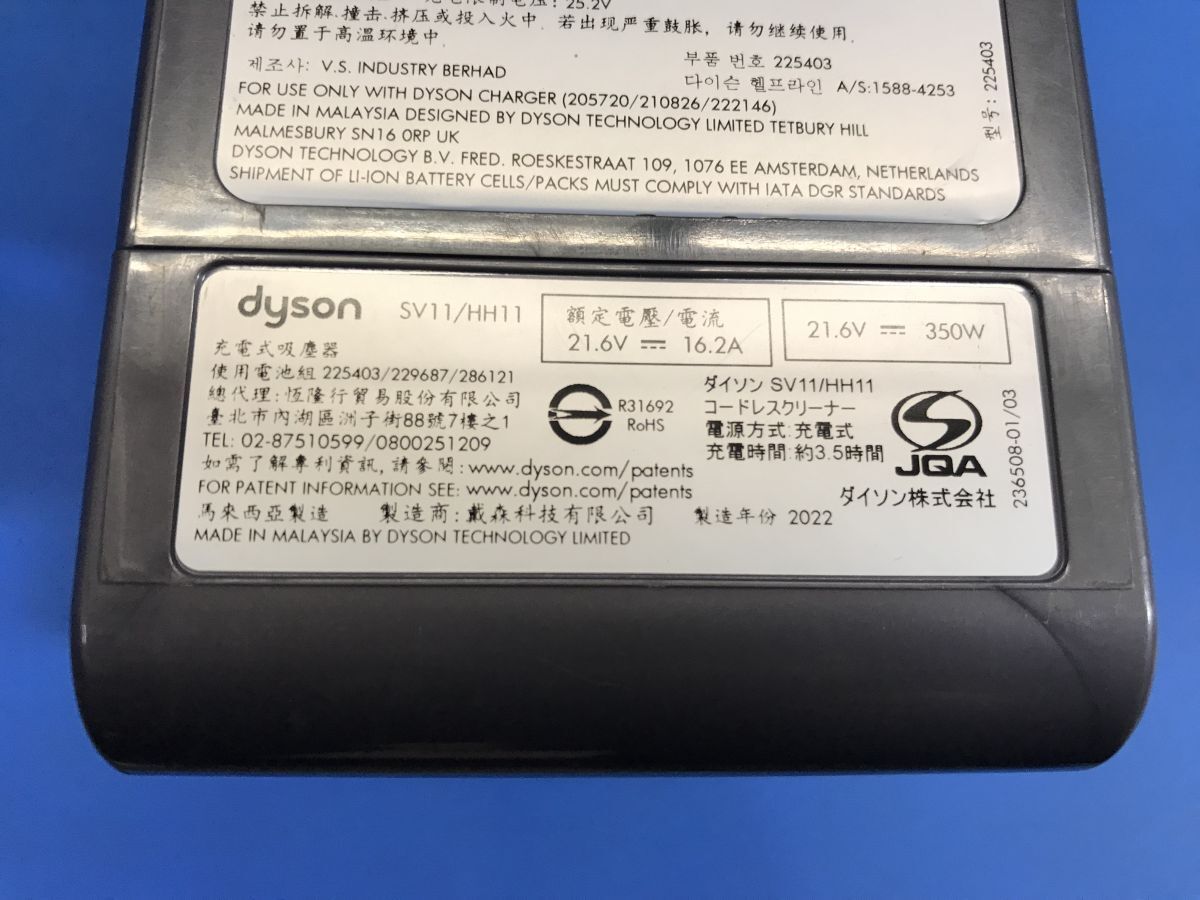 25.2V
禁止拆解、撞击、挤压或投入火中。若出现严重鼓胀，请勿继续使用。
请勿置于高温环境中。
제조사: V.S. INDUSTRY BERHAD
부품 번호 225403
다이슨 헬프라인 A/S:1588-4253
FOR USE ONLY WITH DYSON CHARGER (205720/210826/222146)
MADE IN MALAYSIA DESIGNED BY DYSON TECHNOLOGY LIMITED TETBURY HILL
MALMESBURY SN16 0RP UK
DYSON TECHNOLOGY B.V. FRED. ROESKESTRAAT 109, 1076 EE AMSTERDAM, NETHERLANDS
SHIPMENT OF LI-ION BATTERY CELLS/PACKS MUST COMPLY WITH IATA DGR STANDARDS
型号: 225403
dyson SV11/HH11
額定電壓/電流
21.6V ⎓ 16.2A
21.6V ⎓ 350W
充電式吸塵器
使用電池組 225403/229687/286121
總代理: 恆隆行貿易股份有限公司
臺北市內湖區洲子街88號7樓之1
TEL: 02-87510599/0800251209
如需了解專利資訊, 請參閱: www.dyson.com/patents
FOR PATENT INFORMATION SEE: www.dyson.com/patents
馬來西亞製造 製造商: 戴森科技有限公司 製造年份 2022
MADE IN MALAYSIA BY DYSON TECHNOLOGY LIMITED
R31692
RoHS
ダイソン SV11/HH11
コードレスクリーナー
電源方式: 充電式
充電時間: 約3.5時間
JQA
ダイソン株式会社
236508-01/03